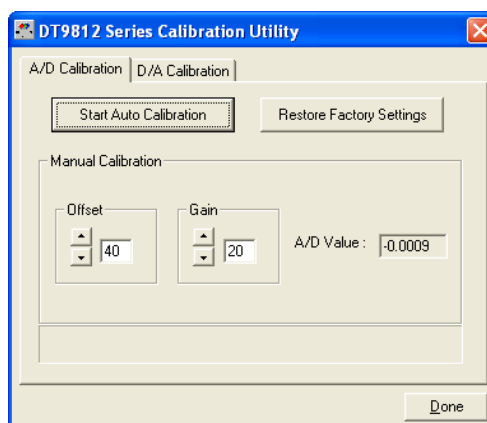 DT9812 Series Calibration Utility
A/D Calibration D/A Calibration
Start Auto Calibration Restore Factory Settings
Manual Calibration
Offset Gain
40 20 A/D Value : -0.0009
Done